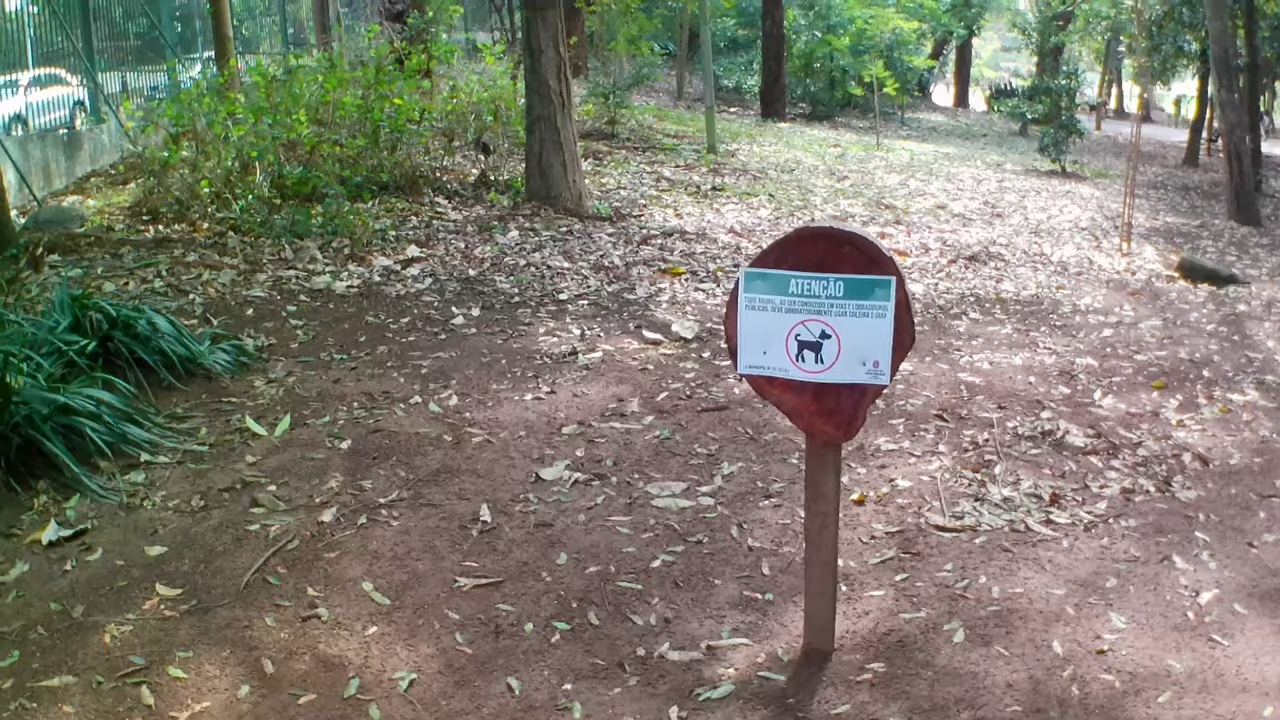 ATENÇÃO
TODO ANIMAL, AO SER CONDUZIDO EM VIAS E LOGRADOUROS
PÚBLICOS, DEVE OBRIGATORIAMENTE USAR COLEIRA E GUIA